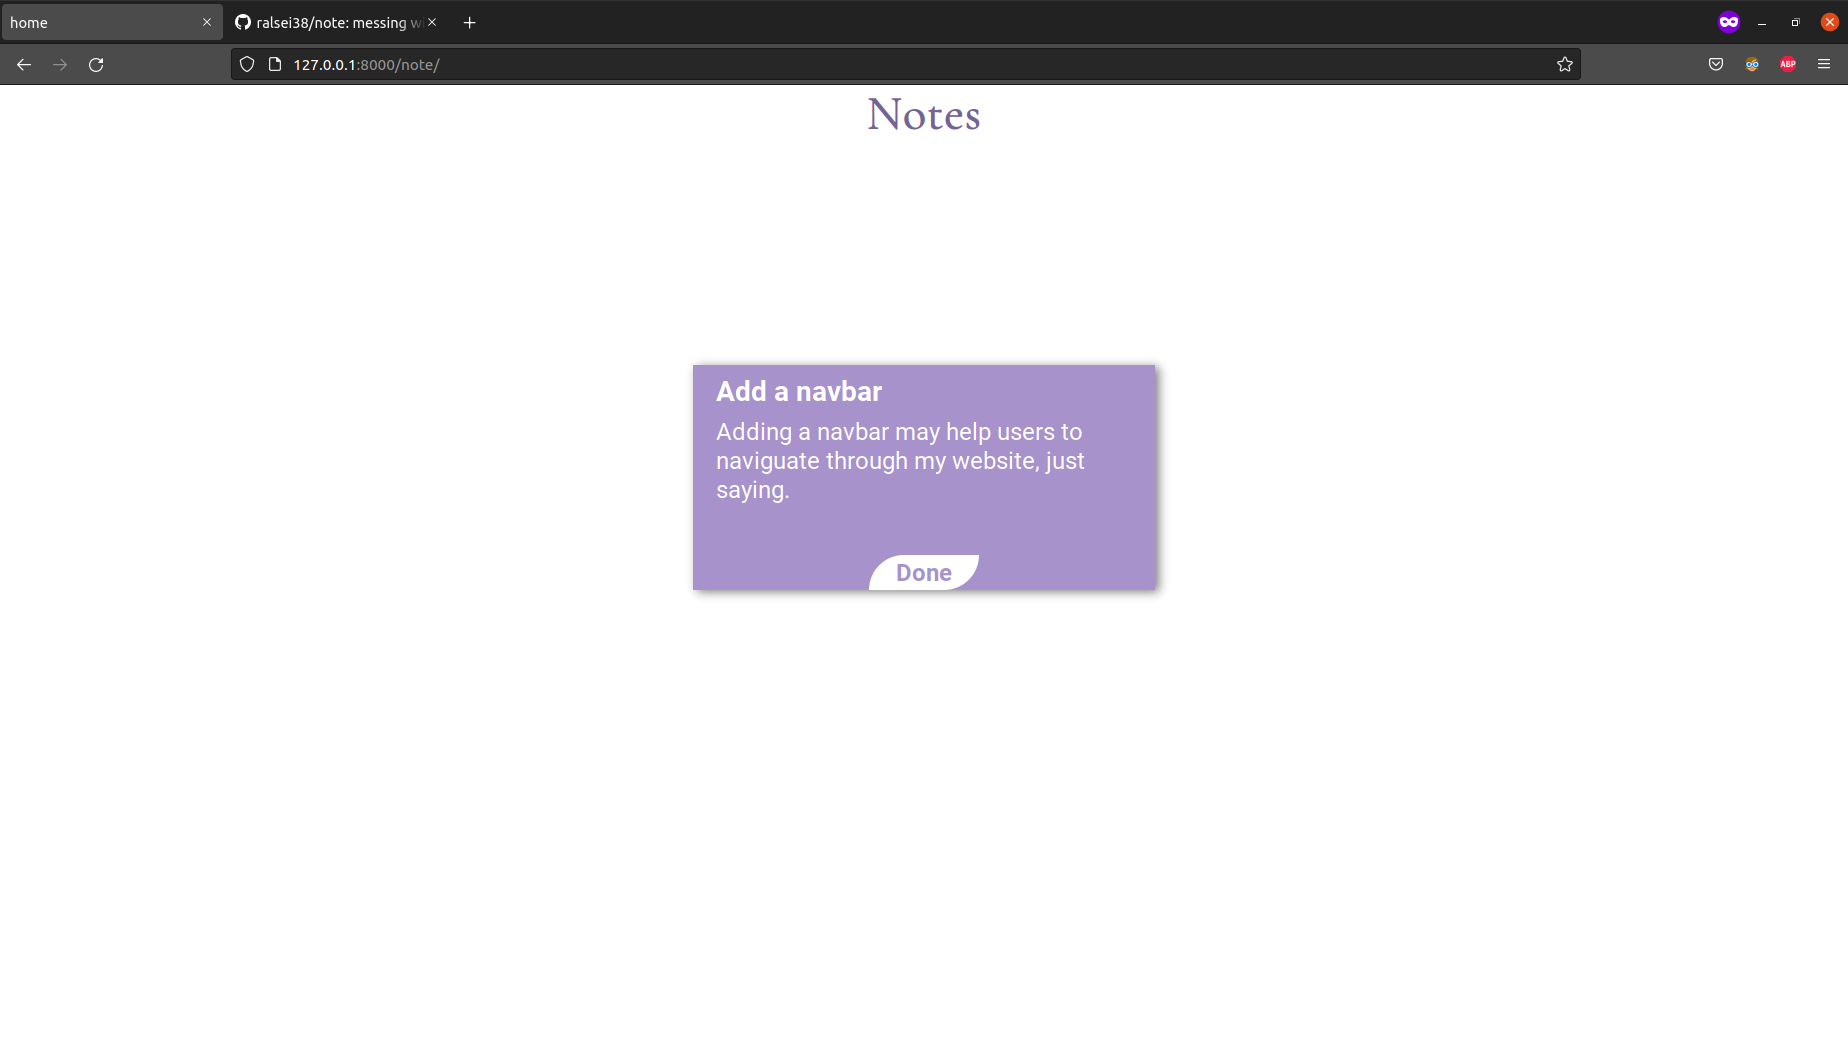 home
ralsei38/note: messing
127.0.0.1:8000/note/
ABP
Notes
Add a navbar
Adding a navbar may help users to
naviguate through my website, just
saying.
Done